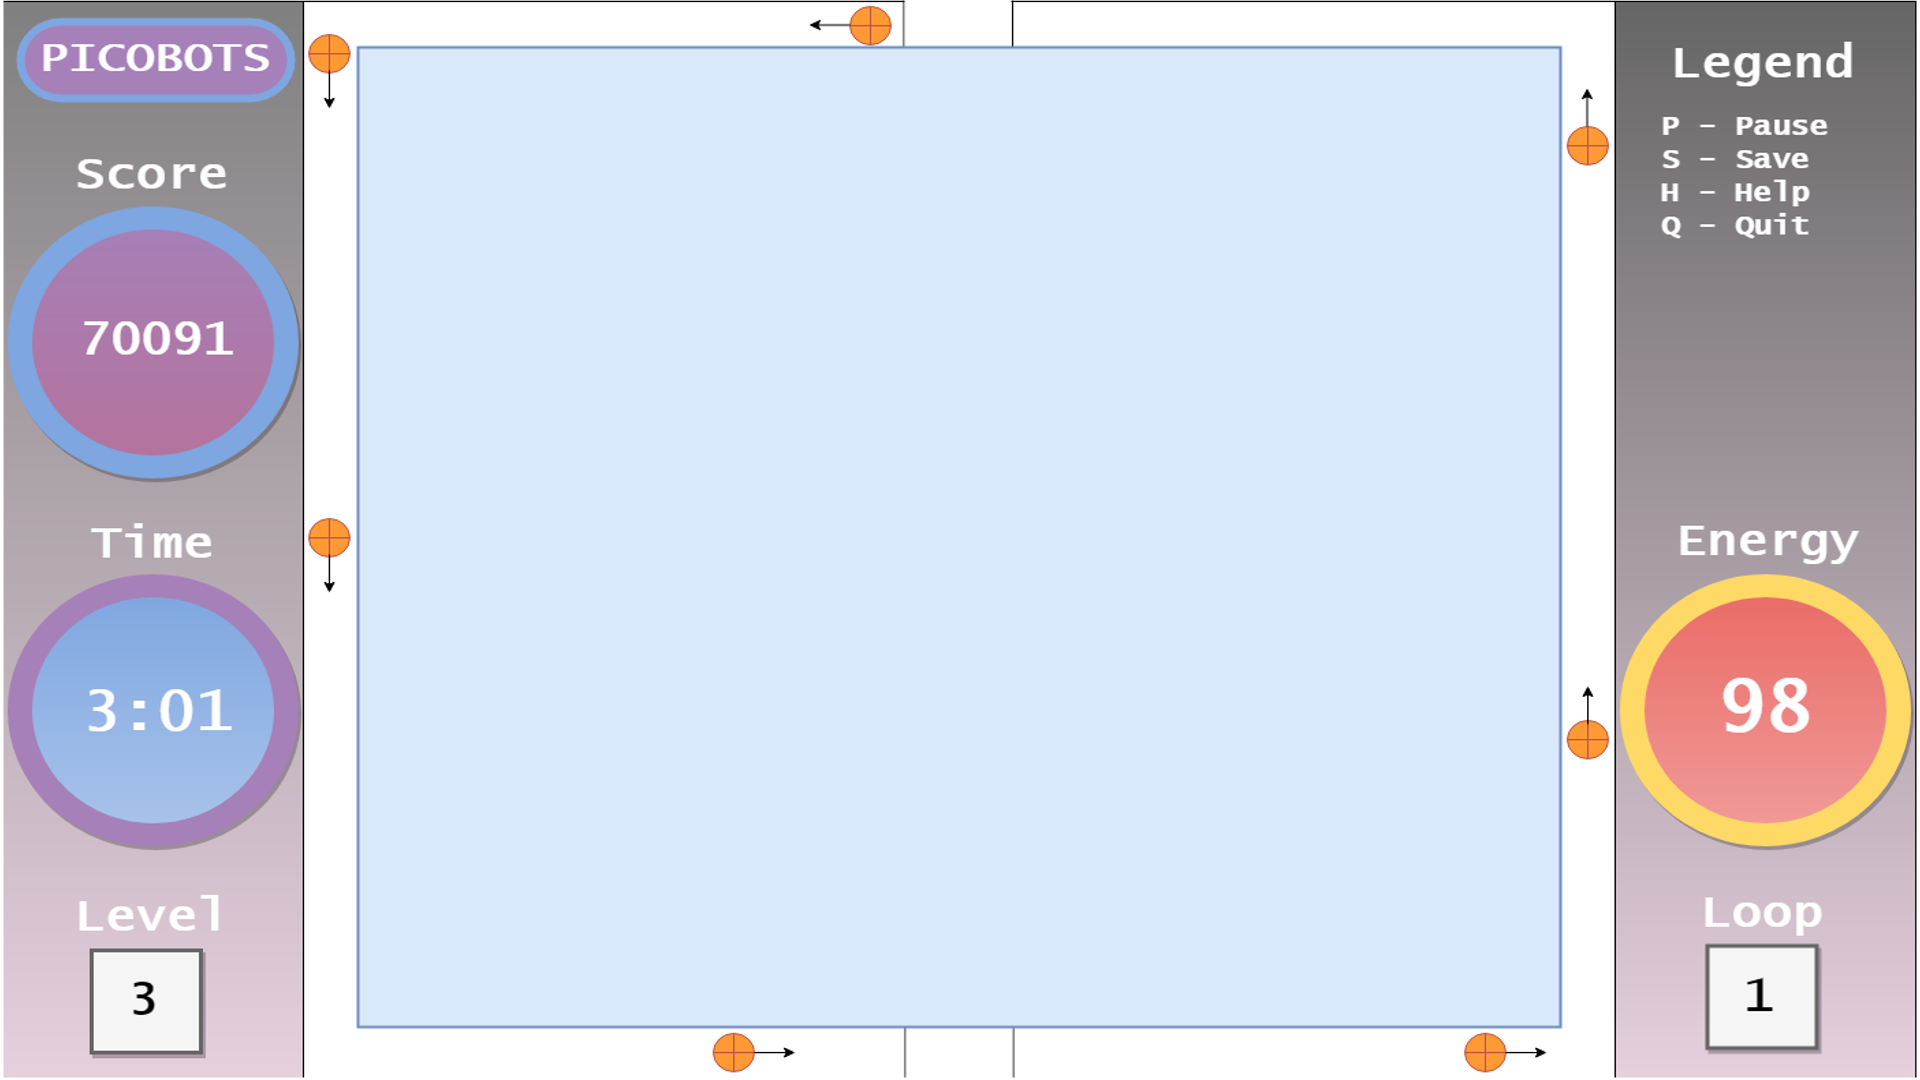 PICOBOTS
Score
70091
Time
3:01
Level
3
Legend
P - Pause
S - Save
H - Help
Q - Quit
Energy
98
Loop
1